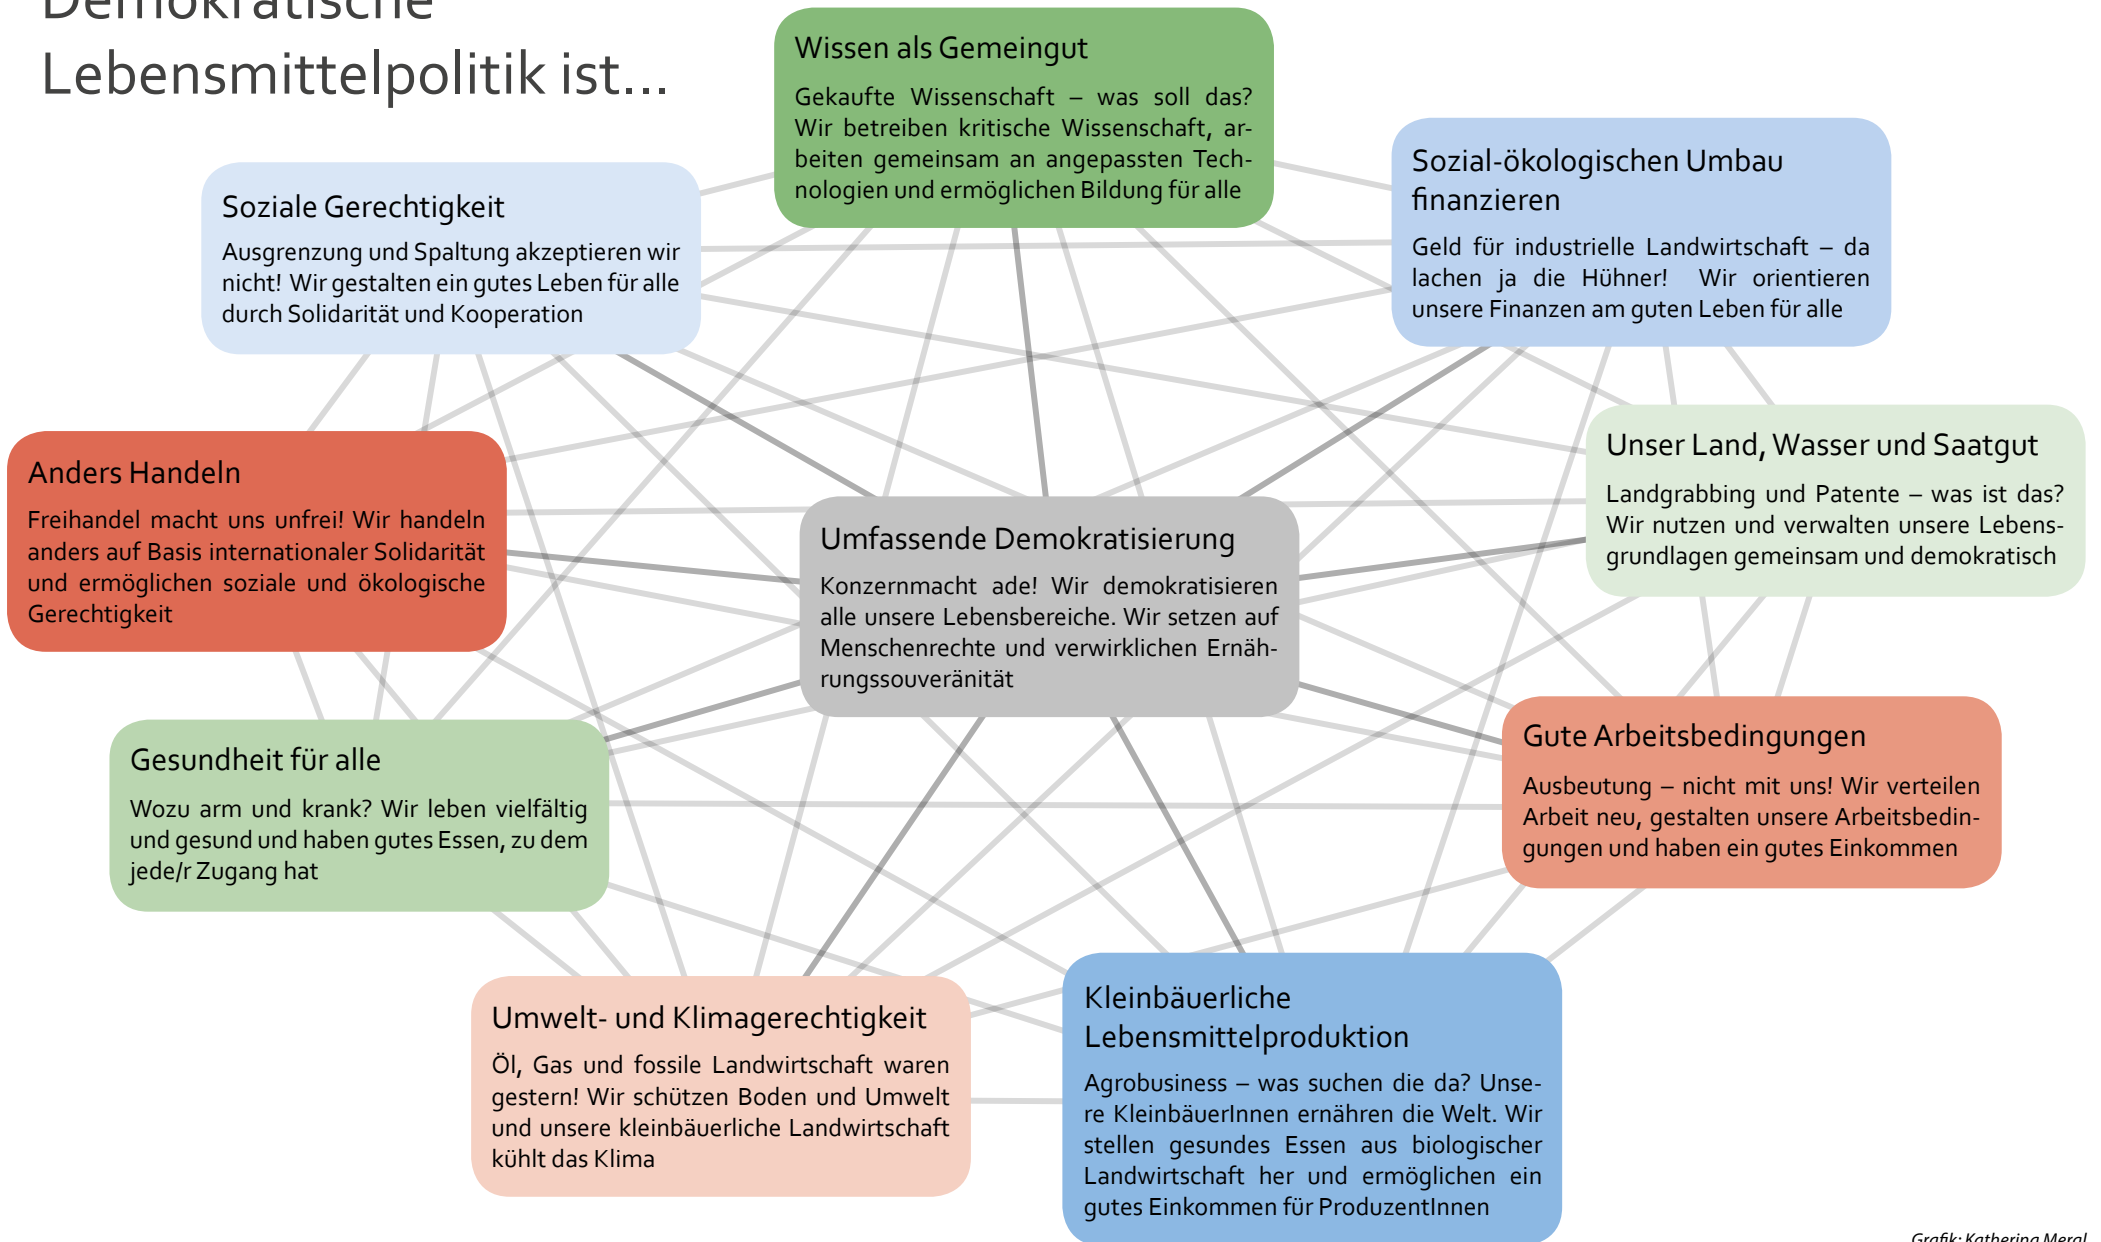 Demokratische
Lebensmittelpolitik ist...
Wissen als Gemeingut
Gekaufte Wissenschaft – was soll das?
Wir betreiben kritische Wissenschaft, ar-
beiten gemeinsam an angepassten Tech-
nologien und ermöglichen Bildung für alle
Sozial-ökologischen Umbau
finanzieren
Geld für industrielle Landwirtschaft – da
lachen ja die Hühner! Wir orientieren
unsere Finanzen am guten Leben für alle
Soziale Gerechtigkeit
Ausgrenzung und Spaltung akzeptieren wir
nicht! Wir gestalten ein gutes Leben für alle
durch Solidarität und Kooperation
Unser Land, Wasser und Saatgut
Landgrabbing und Patente – was ist das?
Wir nutzen und verwalten unsere Lebens-
grundlagen gemeinsam und demokratisch
Anders Handeln
Freihandel macht uns unfrei! Wir handeln
anders auf Basis internationaler Solidarität
und ermöglichen soziale und ökologische
Gerechtigkeit
Umfassende Demokratisierung
Konzernmacht ade! Wir demokratisieren
alle unsere Lebensbereiche. Wir setzen auf
Menschenrechte und verwirklichen Ernäh-
rungssouveränität
Gute Arbeitsbedingungen
Ausbeutung – nicht mit uns! Wir verteilen
Arbeit neu, gestalten unsere Arbeitsbedin-
gungen und haben ein gutes Einkommen
Gesundheit für alle
Wozu arm und krank? Wir leben vielfältig
und gesund und haben gutes Essen, zu dem
jede/r Zugang hat
Umwelt- und Klimagerechtigkeit
Öl, Gas und fossile Landwirtschaft waren
gestern! Wir schützen Boden und Umwelt
und unsere kleinbäuerliche Landwirtschaft
kühlt das Klima
Kleinbäuerliche
Lebensmittelproduktion
Agrobusiness – was suchen die da? Unse-
re KleinbäuerInnen ernähren die Welt. Wir
stellen gesundes Essen aus biologischer
Landwirtschaft her und ermöglichen ein
gutes Einkommen für ProduzentInnen
Grafik: Katherina Mergl